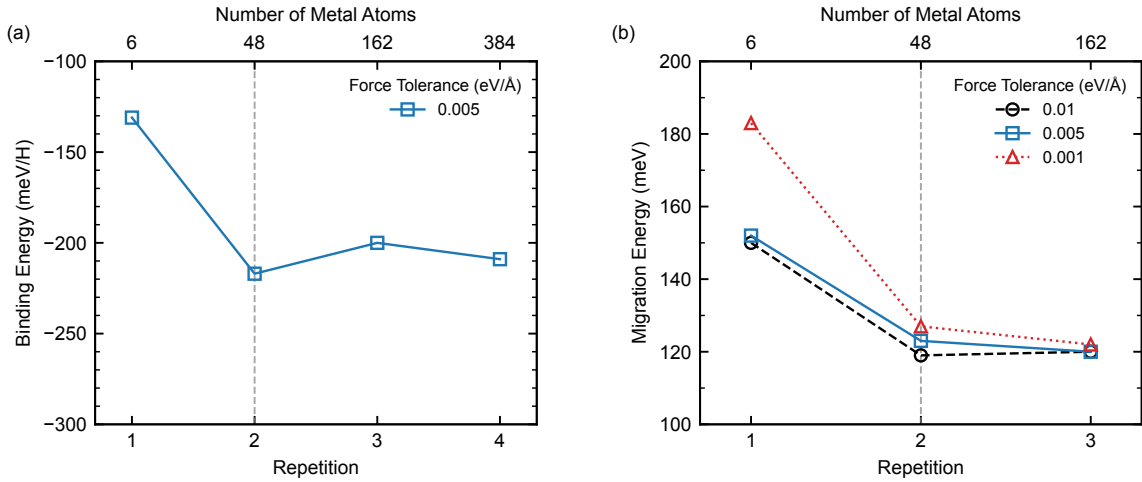 (a)
Number of Metal Atoms
6 48 162 384
Force Tolerance (eV/Å)
0.005
Binding Energy (meV/H)
−100
−150
−200
−250
−300
1 2 3 4
Repetition
(b)
Number of Metal Atoms
6 48 162
Force Tolerance (eV/Å)
0.01
0.005
0.001
Migration Energy (meV)
200
180
160
140
120
100
1 2 3
Repetition